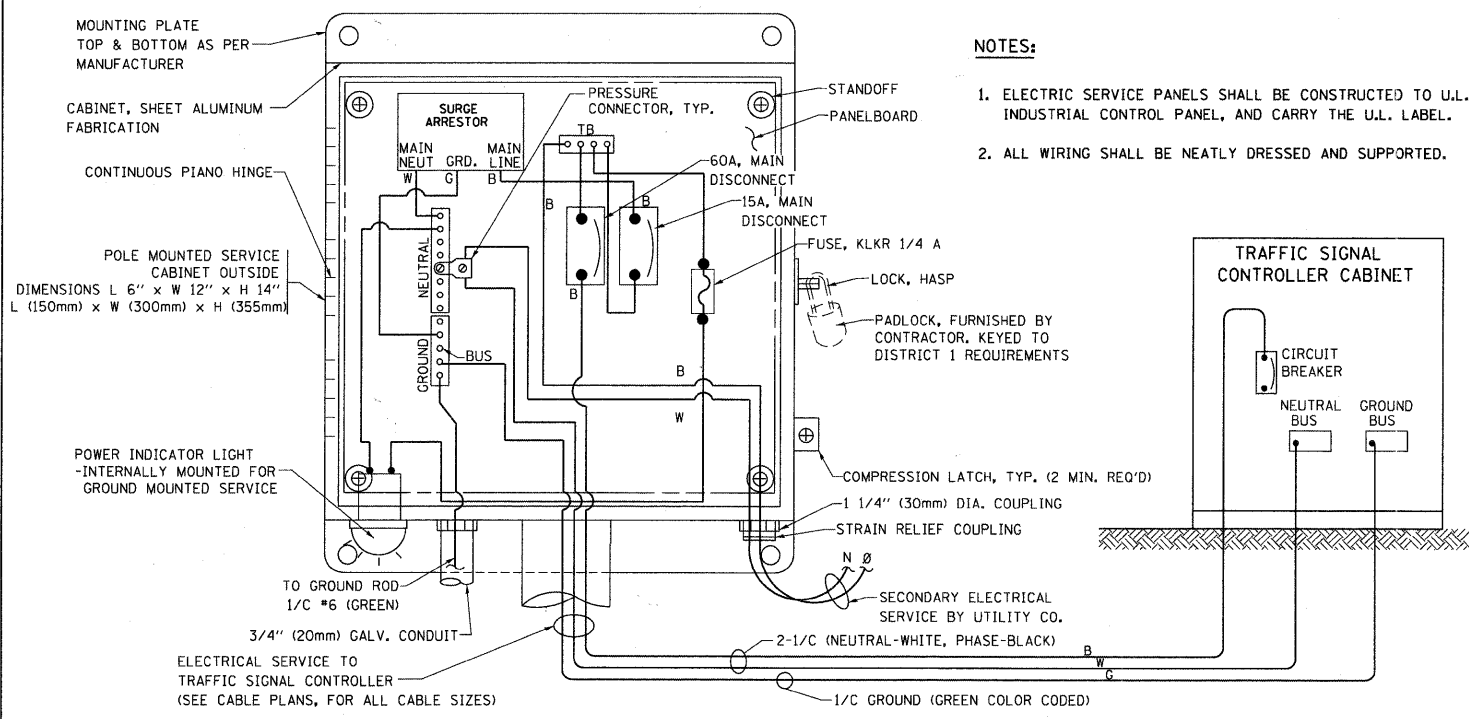 MOUNTING PLATE
TOP & BOTTOM AS PER
MANUFACTURER
CABINET, SHEET ALUMINUM
FABRICATION
CONTINUOUS PIANO HINGE
POLE MOUNTED SERVICE
CABINET OUTSIDE
DIMENSIONS L 6" x W 12" x H 14"
L (150mm) x W (300mm) x H (355mm)
POWER INDICATOR LIGHT
-INTERNALLY MOUNTED FOR
GROUND MOUNTED SERVICE
SURGE
ARRESTOR
MAIN
NEUT
GRD.
MAIN
LINE
W
G
B
PRESSURE
CONNECTOR, TYP.
TB
60A, MAIN
DISCONNECT
B
B
15A, MAIN
DISCONNECT
B
NEUTRAL
GROUND
BUS
B
W
STANDOFF
PANELBOARD
FUSE, KLKR 1/4 A
LOCK, HASP
PADLOCK, FURNISHED BY
CONTRACTOR. KEYED TO
DISTRICT 1 REQUIREMENTS
COMPRESSION LATCH, TYP. (2 MIN. REQ'D)
1 1/4" (30mm) DIA. COUPLING
STRAIN RELIEF COUPLING
N Ø
SECONDARY ELECTRICAL
SERVICE BY UTILITY CO.
TO GROUND ROD
1/C #6 (GREEN)
3/4" (20mm) GALV. CONDUIT
ELECTRICAL SERVICE TO
TRAFFIC SIGNAL CONTROLLER
(SEE CABLE PLANS, FOR ALL CABLE SIZES)
2-1/C (NEUTRAL-WHITE, PHASE-BLACK)
B
W
G
1/C GROUND (GREEN COLOR CODED)
NOTES:
1. ELECTRIC SERVICE PANELS SHALL BE CONSTRUCTED TO U.L.
INDUSTRIAL CONTROL PANEL, AND CARRY THE U.L. LABEL.
2. ALL WIRING SHALL BE NEATLY DRESSED AND SUPPORTED.
TRAFFIC SIGNAL
CONTROLLER CABINET
CIRCUIT
BREAKER
NEUTRAL
BUS
GROUND
BUS